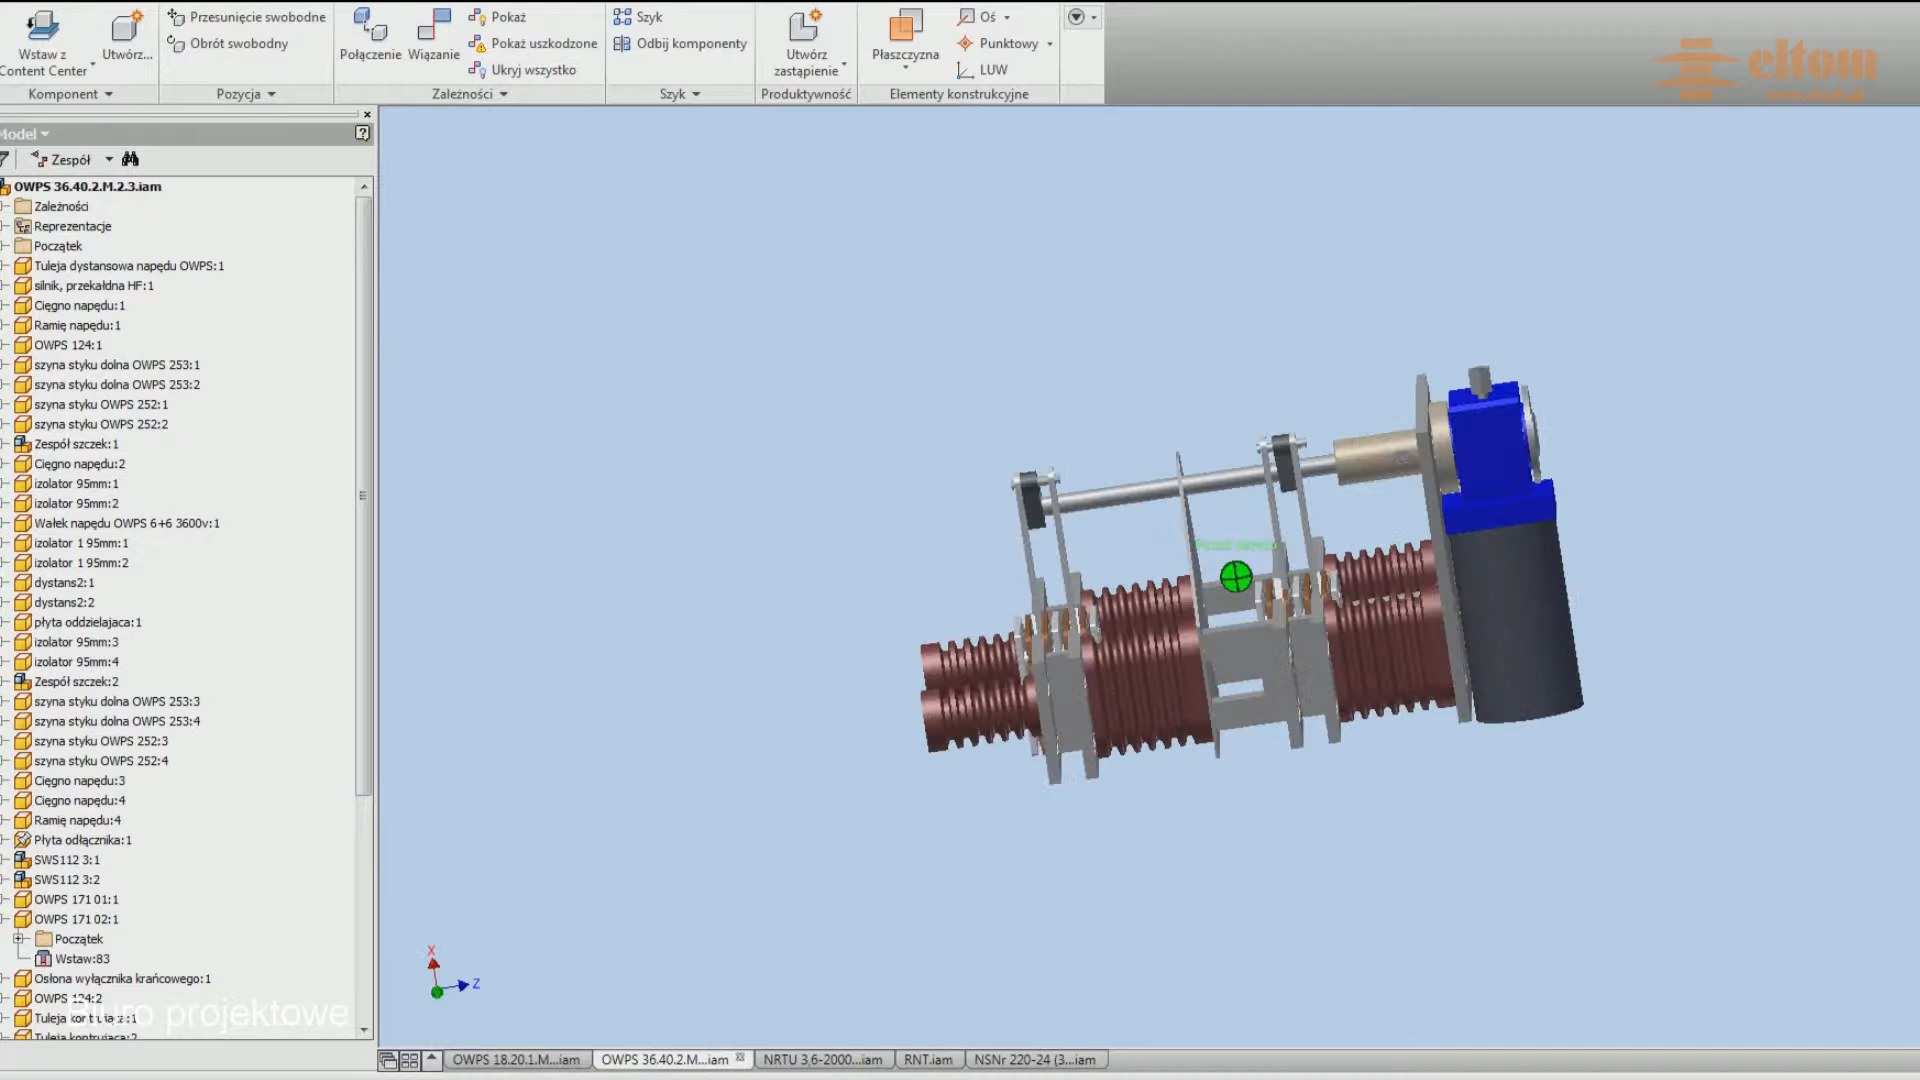 Wstaw z
Content Center
Utwórz...
Komponent
Przesunięcie swobodne
Obrót swobodny
Pozycja
Połączenie
Wiązanie
Pokaż
Pokaż uszkodzone
Ukryj wszystko
Zależności
Szyk
Odbij komponenty
Szyk
Utwórz
zastąpienie
Produktywność
Płaszczyzna
Oś
Punktowy
LUW
Elementy konstrukcyjne
eltom
Model
Zespół
OWPS 36.40.2.M.2.3.iam
Zależności
Reprezentacje
Początek
Tuleja dystansowa napędu OWPS:1
silnik, przekałdna HF:1
Cięgno napędu:1
Ramię napędu:1
OWPS 124:1
szyna styku dolna OWPS 253:1
szyna styku dolna OWPS 253:2
szyna styku OWPS 252:1
szyna styku OWPS 252:2
Zespół szczek:1
Cięgno napędu:2
izolator 95mm:1
izolator 95mm:2
Wałek napędu OWPS 6+6 3600v:1
izolator 1 95mm:1
izolator 1 95mm:2
dystans2:1
dystans2:2
płyta oddzielajaca:1
izolator 95mm:3
izolator 95mm:4
Zespół szczek:2
szyna styku dolna OWPS 253:3
szyna styku dolna OWPS 253:4
szyna styku OWPS 252:3
szyna styku OWPS 252:4
Cięgno napędu:3
Cięgno napędu:4
Ramię napędu:4
Płyta odłącznika:1
SWS112 3:1
SWS112 3:2
OWPS 171 01:1
OWPS 171 02:1
Początek
Wstaw:83
Osłona wyłącznika krańcowego:1
OWPS 124:2
Tuleja kontrująca:1
Tuleja kontrująca:2
Biuro projektowe
X
Z
OWPS 18.20.1.M...iam
OWPS 36.40.2.M...iam
NRTU 3,6-2000...iam
RNT.iam
NSNr 220-24 (3...iam